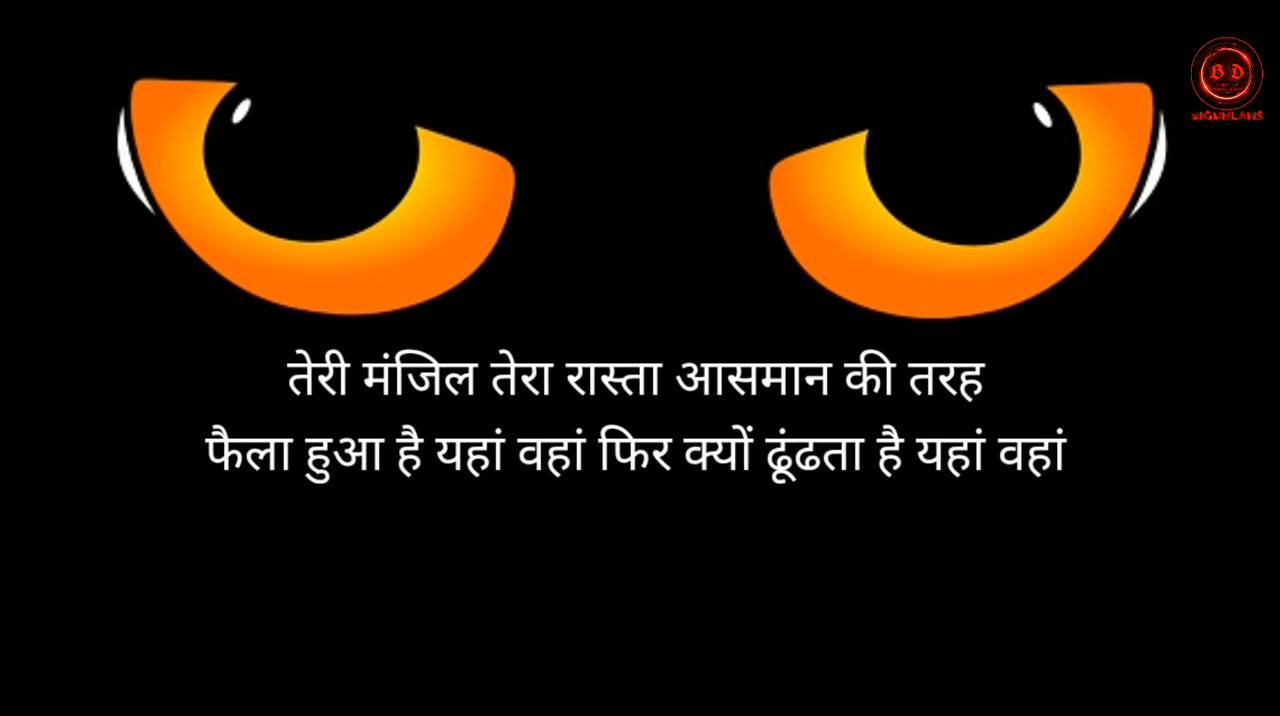 तेरी मंजिल तेरा रास्ता आसमान की तरह
फैला हुआ है यहां वहां फिर क्यों ढूंढता है यहां वहां
B D